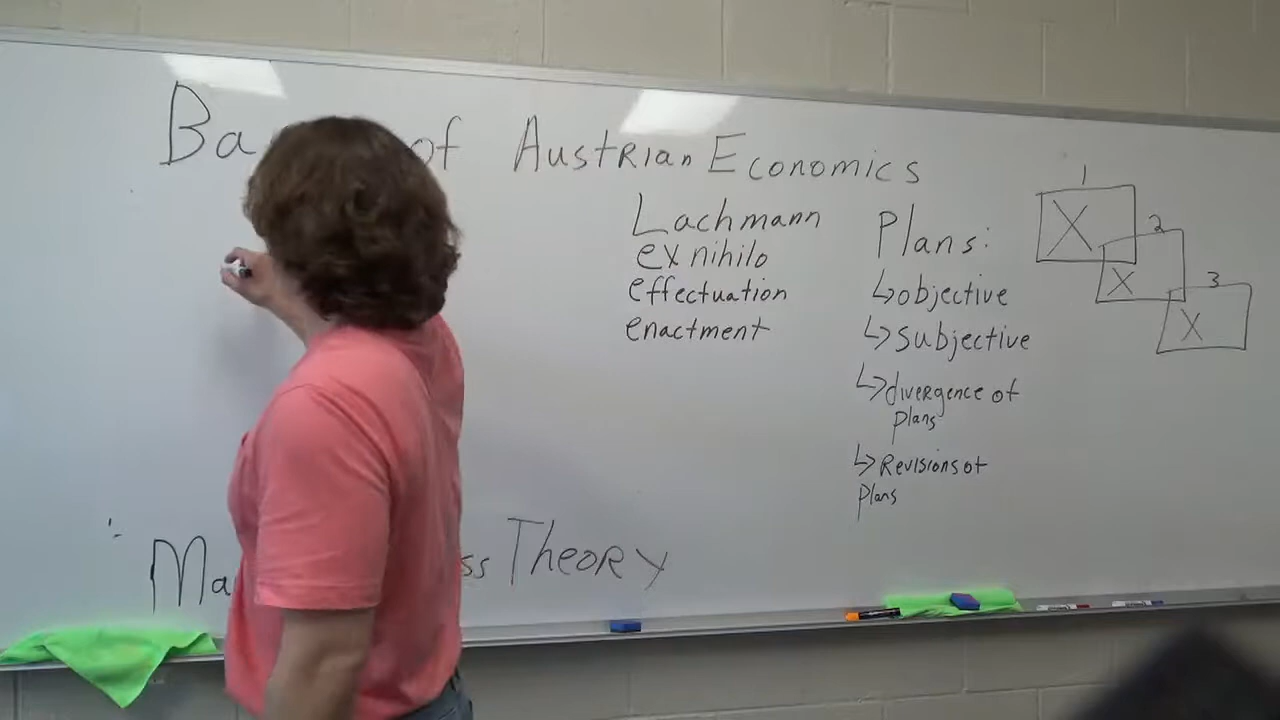 Ba of Austrian Economics
Lachmann
ex nihilo
effectuation
enactment
Plans:
↳objective
↳subjective
↳divergence of
plans
↳Revisions of
plans
1
X
2
X
3
X
Ma ss Theory